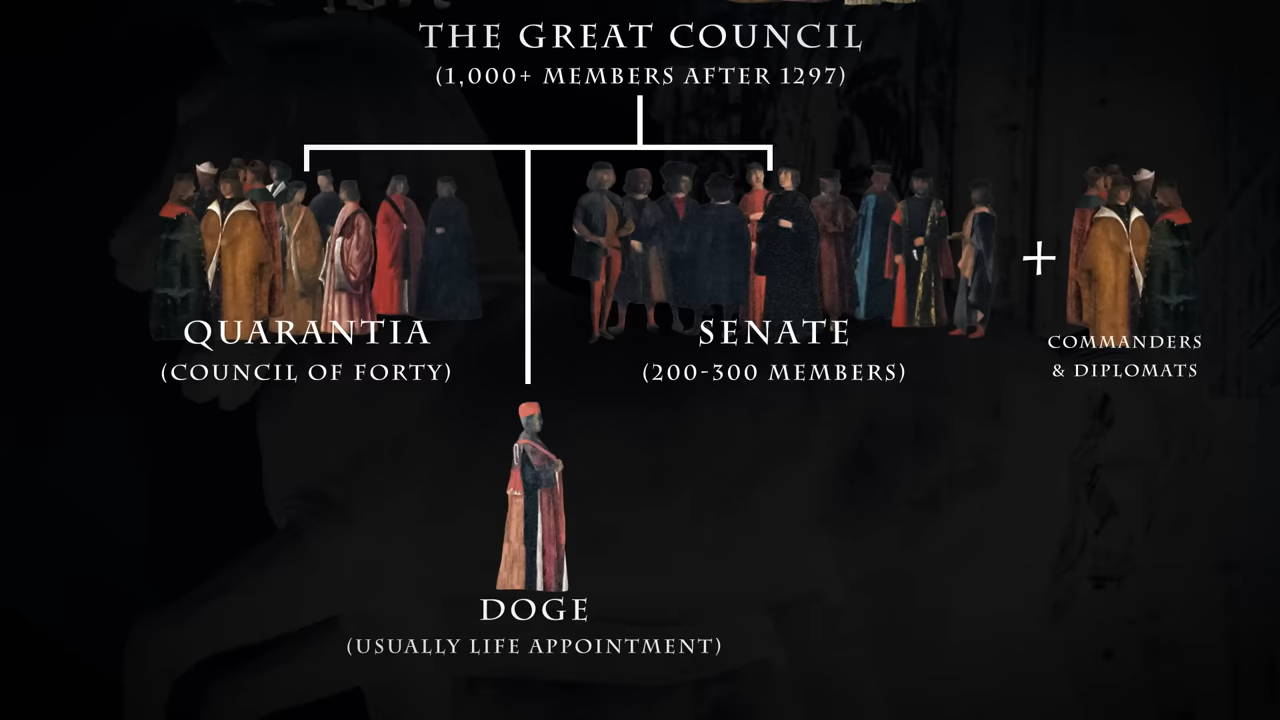 THE GREAT COUNCIL
(1,000+ MEMBERS AFTER 1297)
QUARANTIA
(COUNCIL OF FORTY)
SENATE
(200-300 MEMBERS)
+
COMMANDERS
& DIPLOMATS
DOGE
(USUALLY LIFE APPOINTMENT)